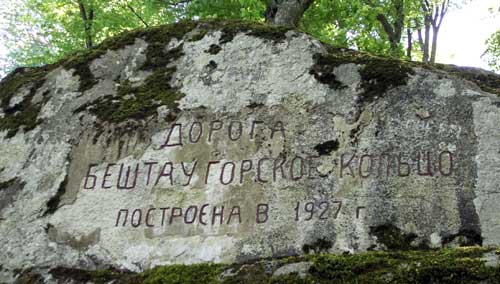 ДОРОГА
БЕШТАУГОРСКОЕ КОЛЬЦО
ПОСТРОЕНА В 1927 г